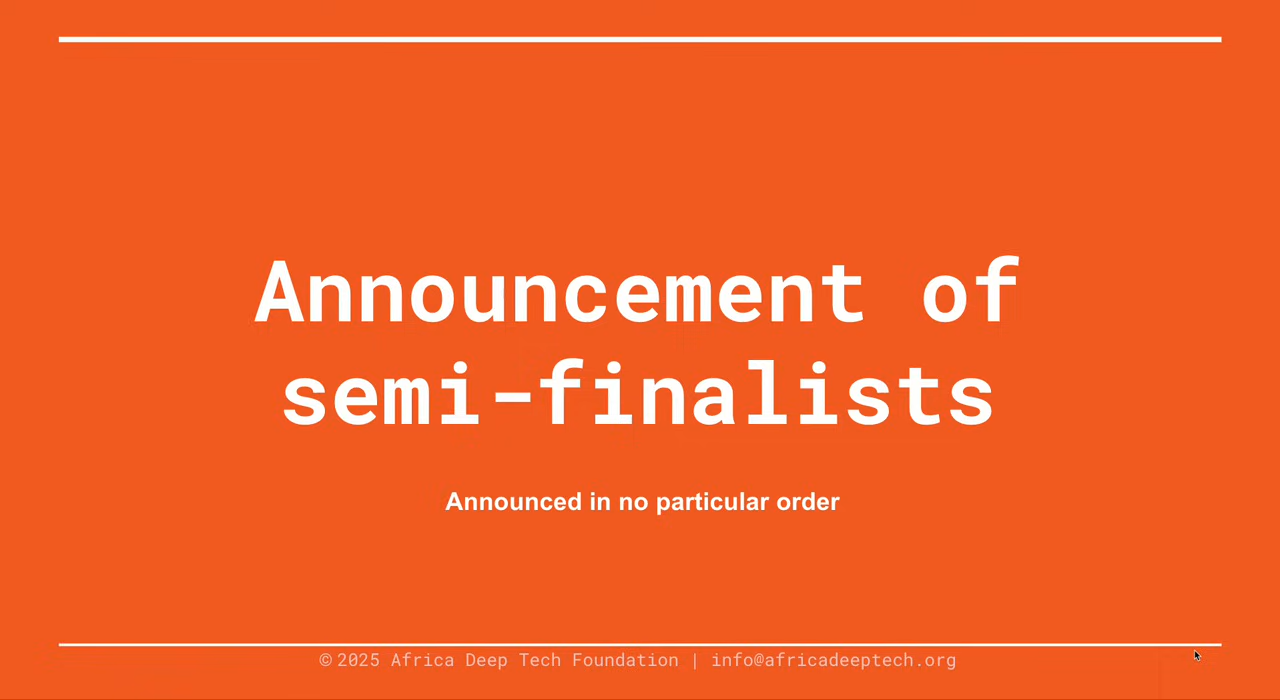 Announcement of
semi-finalists
Announced in no particular order
© 2025 Africa Deep Tech Foundation | info@africadeeptech.org